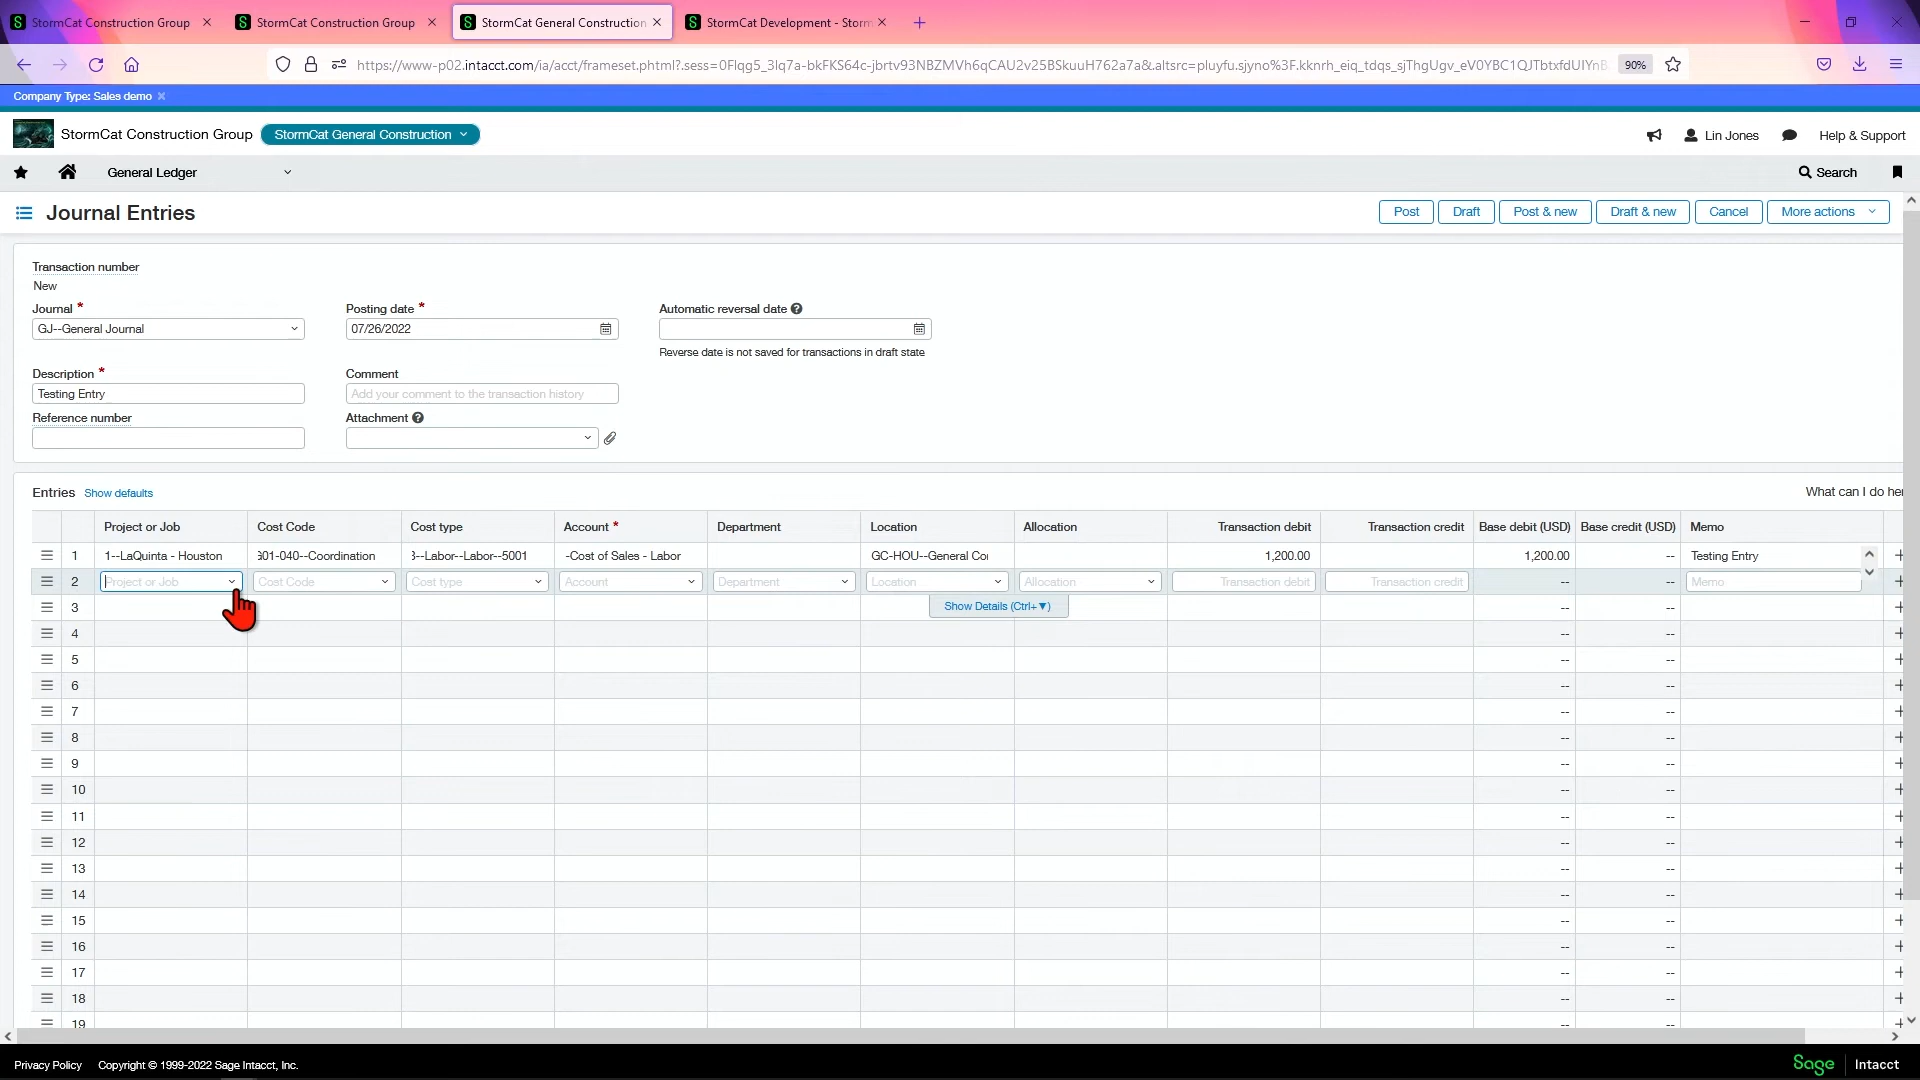 StormCat Construction Group
StormCat Construction Group
StormCat General Construction
StormCat Development - Storm
https://www-p02.intacct.com/ia/acct/frameset.phtml?.sess=
90%
Company Type: Sales demo
StormCat Construction Group
StormCat General Construction
Lin Jones
Help & Support
General Ledger
Search
Journal Entries
Post
Draft
Post & new
Draft & new
Cancel
More actions
Transaction number
New
Journal *
Posting date *
Automatic reversal date
GJ--General Journal
07/26/2022
Reverse date is not saved for transactions in draft state
Description *
Comment
Testing Entry
Add your comment to the transaction history
Reference number
Attachment
Entries Show defaults
What can I do her
Project or Job Cost Code Cost type Account * Department Location Allocation Transaction debit Transaction credit Base debit (USD) Base credit (USD) Memo
1 1--LaQuinta - Houston 01-040--Coordination --Labor--Labor--5001 -Cost of Sales - Labor GC-HOU--General Co 1,200.00 1,200.00 -- Testing Entry
2 Project or Job Cost Code Cost type Account Department Location Allocation Transaction debit Transaction credit -- -- Memo
Show Details (Ctrl+▼)
3 -- --
4 -- --
5 -- --
6 -- --
7 -- --
8 -- --
9 -- --
10 -- --
11 -- --
12 -- --
13 -- --
14 -- --
15 -- --
16 -- --
17 -- --
18 -- --
19
Privacy Policy Copyright © 1999-2022 Sage Intacct, Inc.
Sage Intacct